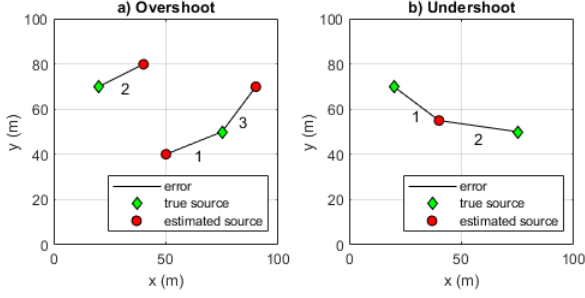 a) Overshoot
100
80
60
40
20
0
y (m)
2
3
1
error
true source
estimated source
0
50
100
x (m)
b) Undershoot
100
80
60
40
20
0
y (m)
1
2
error
true source
estimated source
0
50
100
x (m)